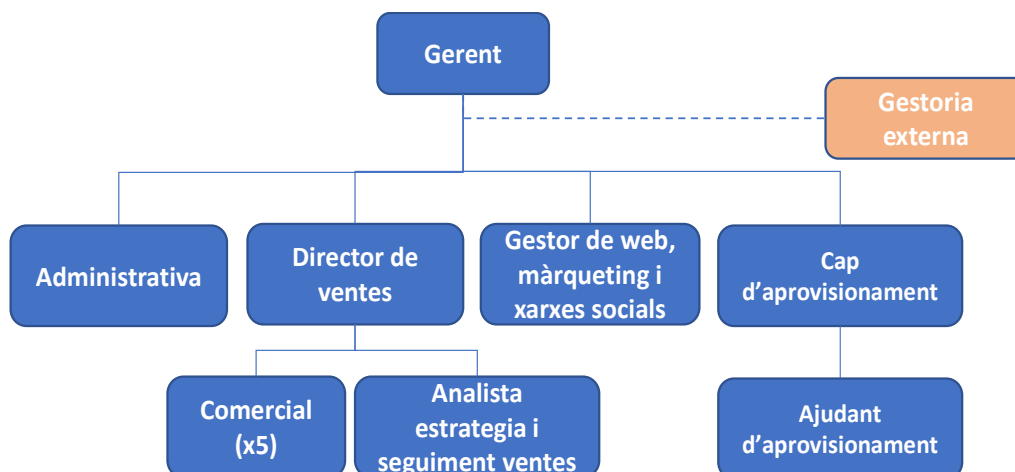 Gerent
Gestoria
externa
Administrativa
Director de
ventes
Gestor de web,
màrqueting i
xarxes socials
Cap
d’aprovisionament
Comercial
(x5)
Analista
estrategia i
seguiment ventes
Ajudant
d’aprovisionament